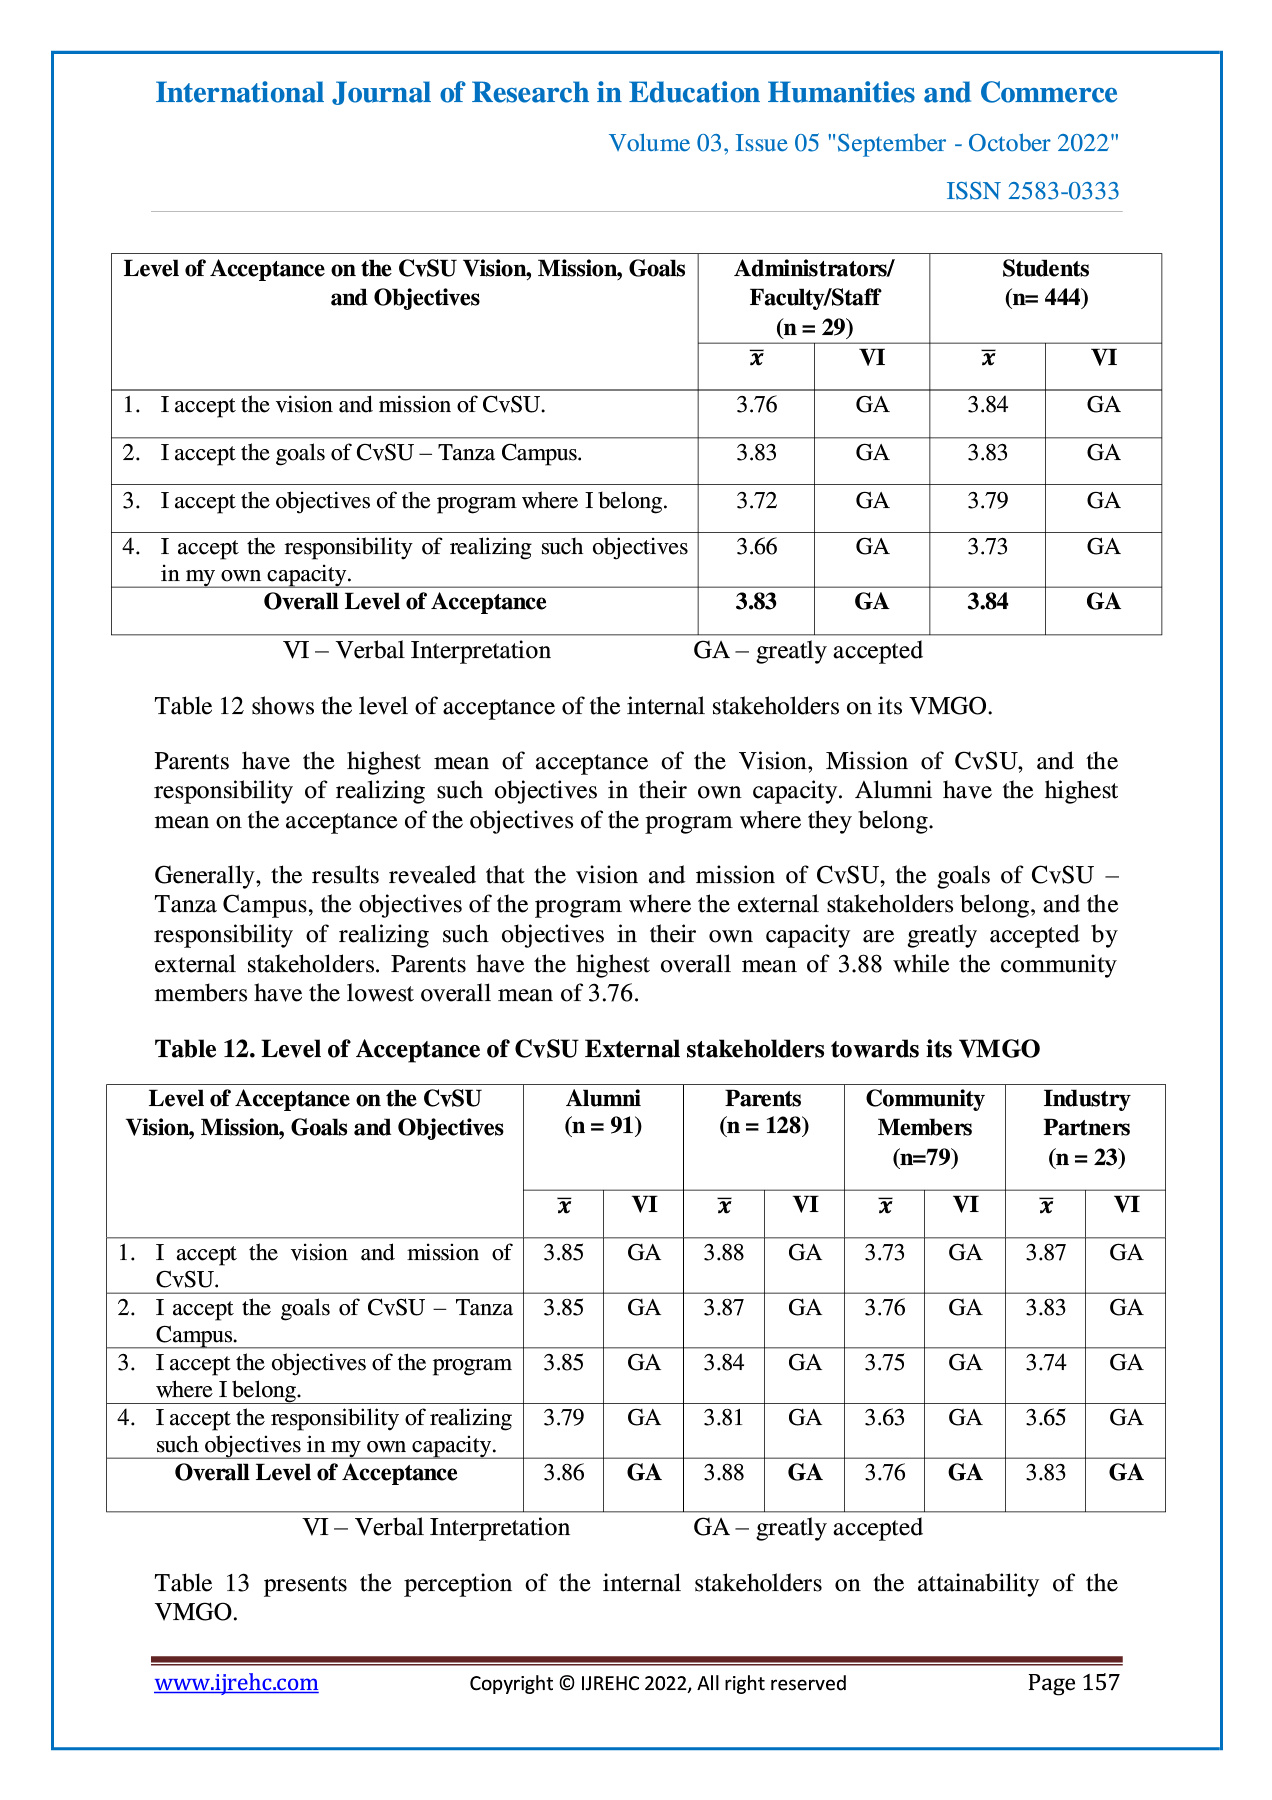 International Journal of Research in Education Humanities and Commerce
Volume 03, Issue 05 "September - October 2022"
ISSN 2583-0333
Level of Acceptance on the CvSU Vision, Mission, Goals
and Objectives
Administrators/
Faculty/Staff
(n = 29)
Students
(n= 444)
x̅ VI x̅ VI
1. I accept the vision and mission of CvSU. 3.76 GA 3.84 GA
2. I accept the goals of CvSU – Tanza Campus. 3.83 GA 3.83 GA
3. I accept the objectives of the program where I belong. 3.72 GA 3.79 GA
4. I accept the responsibility of realizing such objectives 3.66 GA 3.73 GA
in my own capacity.
Overall Level of Acceptance 3.83 GA 3.84 GA
VI – Verbal Interpretation GA – greatly accepted
Table 12 shows the level of acceptance of the internal stakeholders on its VMGO.
Parents have the highest mean of acceptance of the Vision, Mission of CvSU, and the
responsibility of realizing such objectives in their own capacity. Alumni have the highest
mean on the acceptance of the objectives of the program where they belong.
Generally, the results revealed that the vision and mission of CvSU, the goals of CvSU –
Tanza Campus, the objectives of the program where the external stakeholders belong, and the
responsibility of realizing such objectives in their own capacity are greatly accepted by
external stakeholders. Parents have the highest overall mean of 3.88 while the community
members have the lowest overall mean of 3.76.
Table 12. Level of Acceptance of CvSU External stakeholders towards its VMGO
Level of Acceptance on the CvSU
Vision, Mission, Goals and Objectives
Alumni
(n = 91)
Parents
(n = 128)
Community
Members
(n=79)
Industry
Partners
(n = 23)
x̅ VI x̅ VI x̅ VI x̅ VI
1. I accept the vision and mission of 3.85 GA 3.88 GA 3.73 GA 3.87 GA
CvSU.
2. I accept the goals of CvSU – Tanza 3.85 GA 3.87 GA 3.76 GA 3.83 GA
Campus.
3. I accept the objectives of the program 3.85 GA 3.84 GA 3.75 GA 3.74 GA
where I belong.
4. I accept the responsibility of realizing 3.79 GA 3.81 GA 3.63 GA 3.65 GA
such objectives in my own capacity.
Overall Level of Acceptance 3.86 GA 3.88 GA 3.76 GA 3.83 GA
VI – Verbal Interpretation GA – greatly accepted
Table 13 presents the perception of the internal stakeholders on the attainability of the
VMGO.
www.ijrehc.com Copyright © IJREHC 2022, All right reserved Page 157